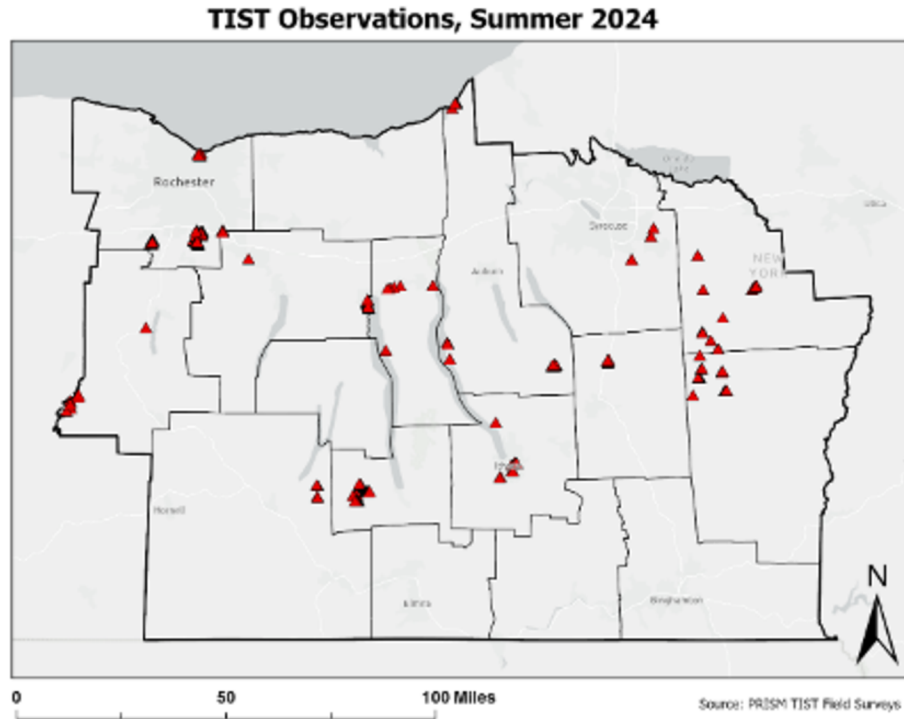 TIST Observations, Summer 2024
Rochester
Syracuse
Utica
NEW
YORK
Auburn
Ithaca
Hornell
Elmira
Binghamton
N
0 50 100 Miles
Source: PRISM TIST Field Surveys